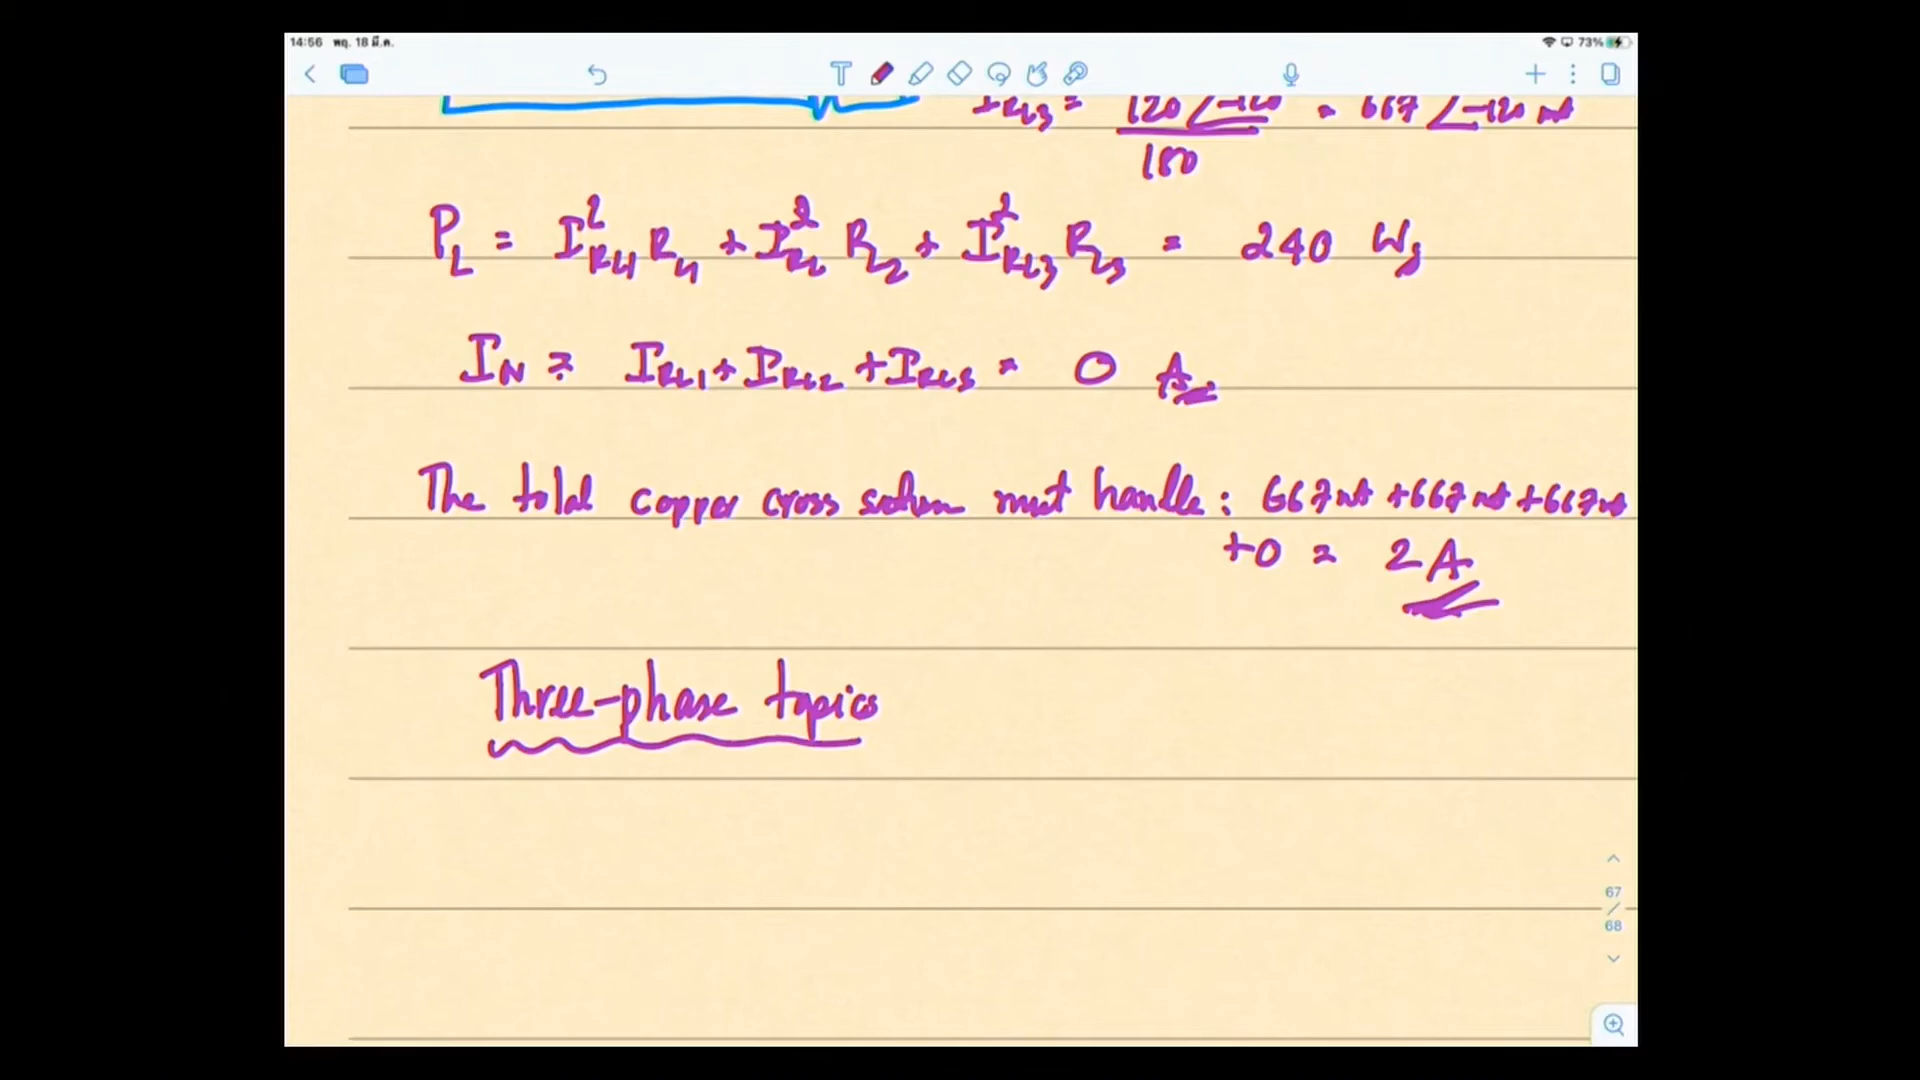 14:56 พฤ. 18 มี.ค. 73%
T
I_RL3 = 120∠-120 = 667∠-120 mA
180
P_L = I²_RL1 R_L1 + I²_RL R_L2 + I²_RL3 R_L3 = 240 W
I_N = I_RL1 + I_RL2 + I_RL3 = 0 A
The total copper cross section must handle: 667mA + 667mA + 667mA
+0 = 2A
Three-phase topics
67
/
68